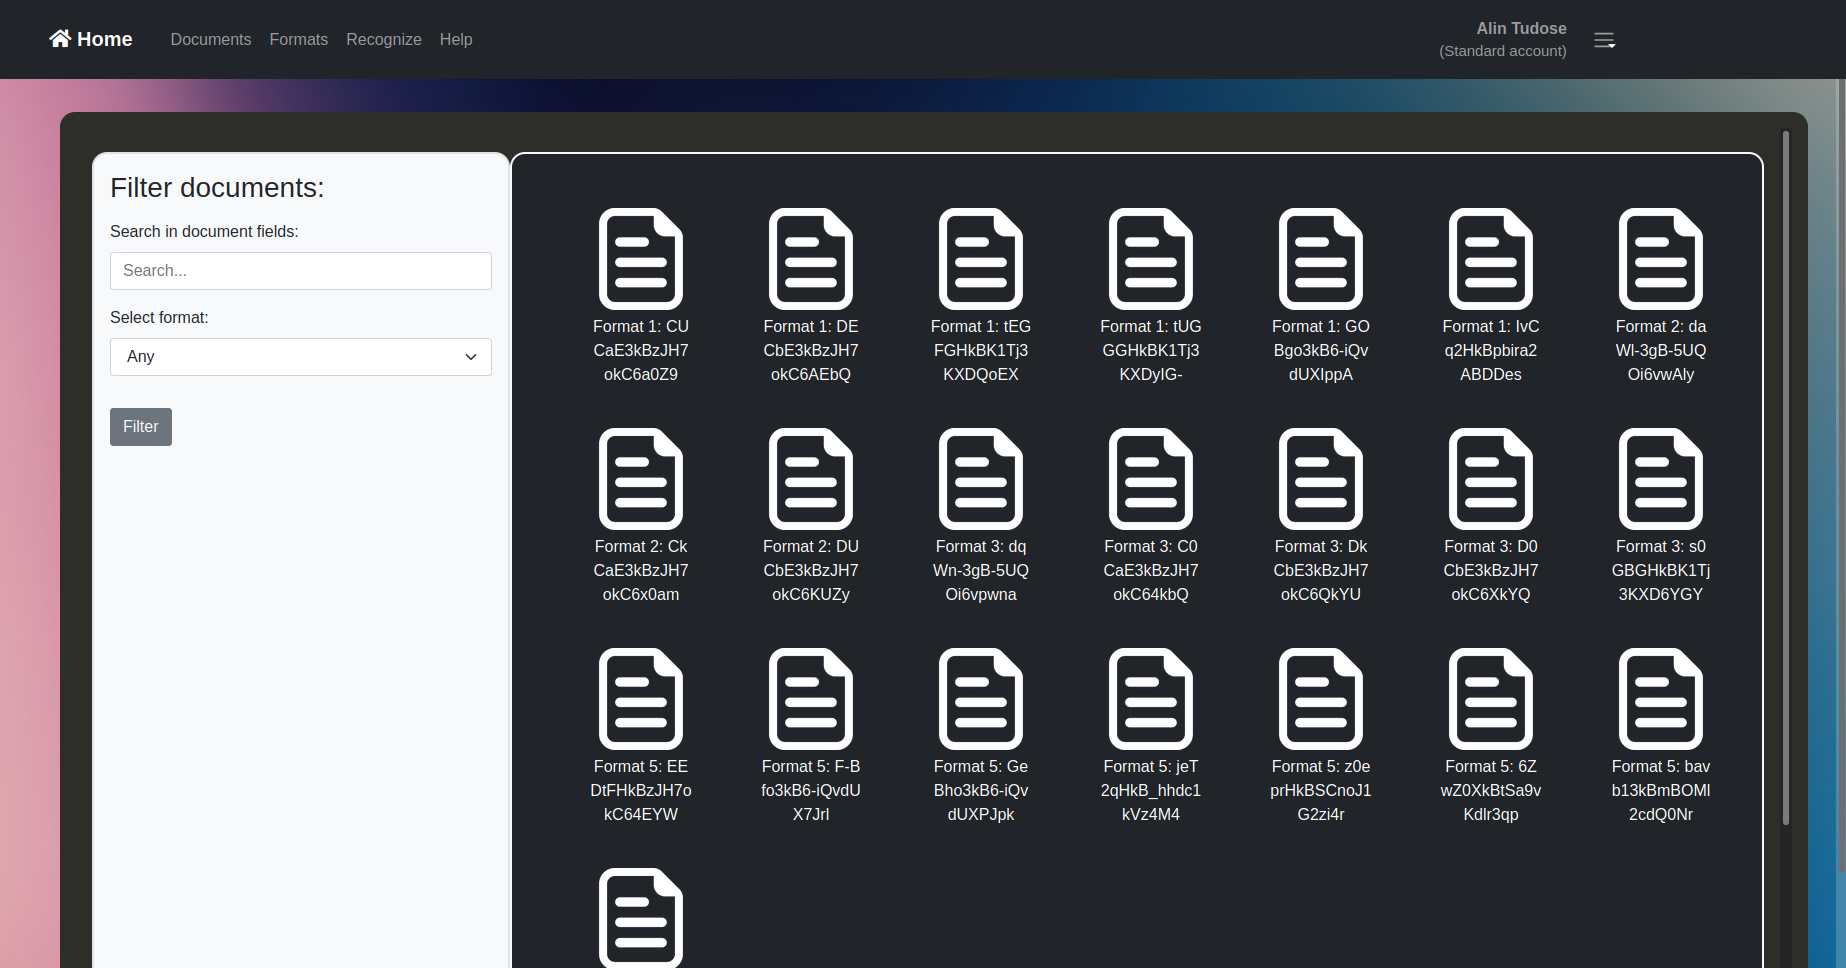 Home Documents Formats Recognize Help
Alin Tudose
(Standard account)
Filter documents:
Search in document fields:
Search...
Select format:
Any
Filter
Format 1: CU
CaE3kBzJH7
okC6a0Z9
Format 1: DE
CbE3kBzJH7
okC6AEbQ
Format 1: tEG
FGHkBK1Tj3
KXDQoEX
Format 1: tUG
GGHkBK1Tj3
KXDyIG-
Format 1: GO
Bgo3kB6-iQv
dUXIppA
Format 1: IvC
q2HkBpbira2
ABDDes
Format 2: da
Wl-3gB-5UQ
Oi6vwAly
Format 2: Ck
CaE3kBzJH7
okC6x0am
Format 2: DU
CbE3kBzJH7
okC6KUZy
Format 3: dq
Wn-3gB-5UQ
Oi6vpwna
Format 3: C0
CaE3kBzJH7
okC64kbQ
Format 3: Dk
CbE3kBzJH7
okC6QkYU
Format 3: D0
CbE3kBzJH7
okC6XkYQ
Format 3: s0
GBGHkBK1Tj
3KXD6YGY
Format 5: EE
DtFHkBzJH7o
kC64EYW
Format 5: F-B
fo3kB6-iQvdU
X7JrI
Format 5: Ge
Bho3kB6-iQv
dUXPJpk
Format 5: jeT
2qHkB_hhdc1
kVz4M4
Format 5: z0e
prHkBSCnoJ1
G2zi4r
Format 5: 6Z
wZ0XkBtSa9v
Kdlr3qp
Format 5: bav
b13kBmBOMl
2cdQ0Nr